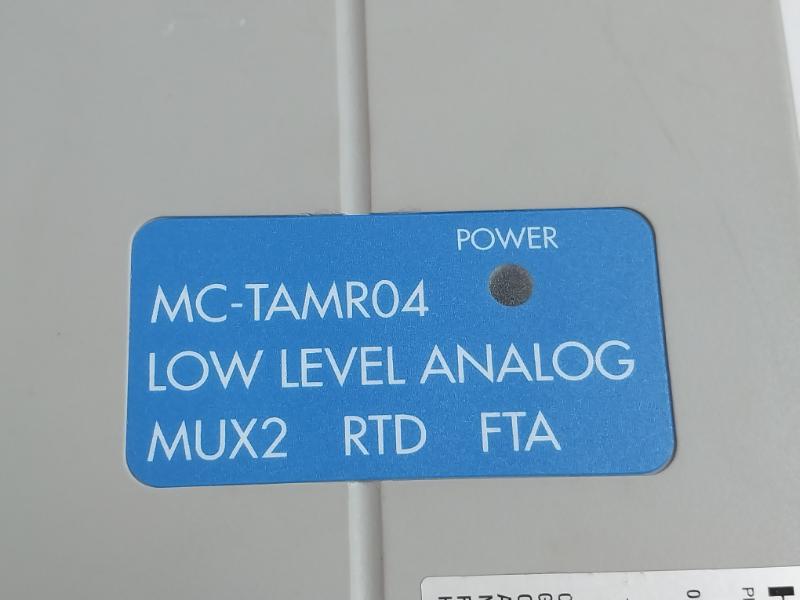 POWER
MC-TAMR04
LOW LEVEL ANALOG
MUX2 RTD FTA